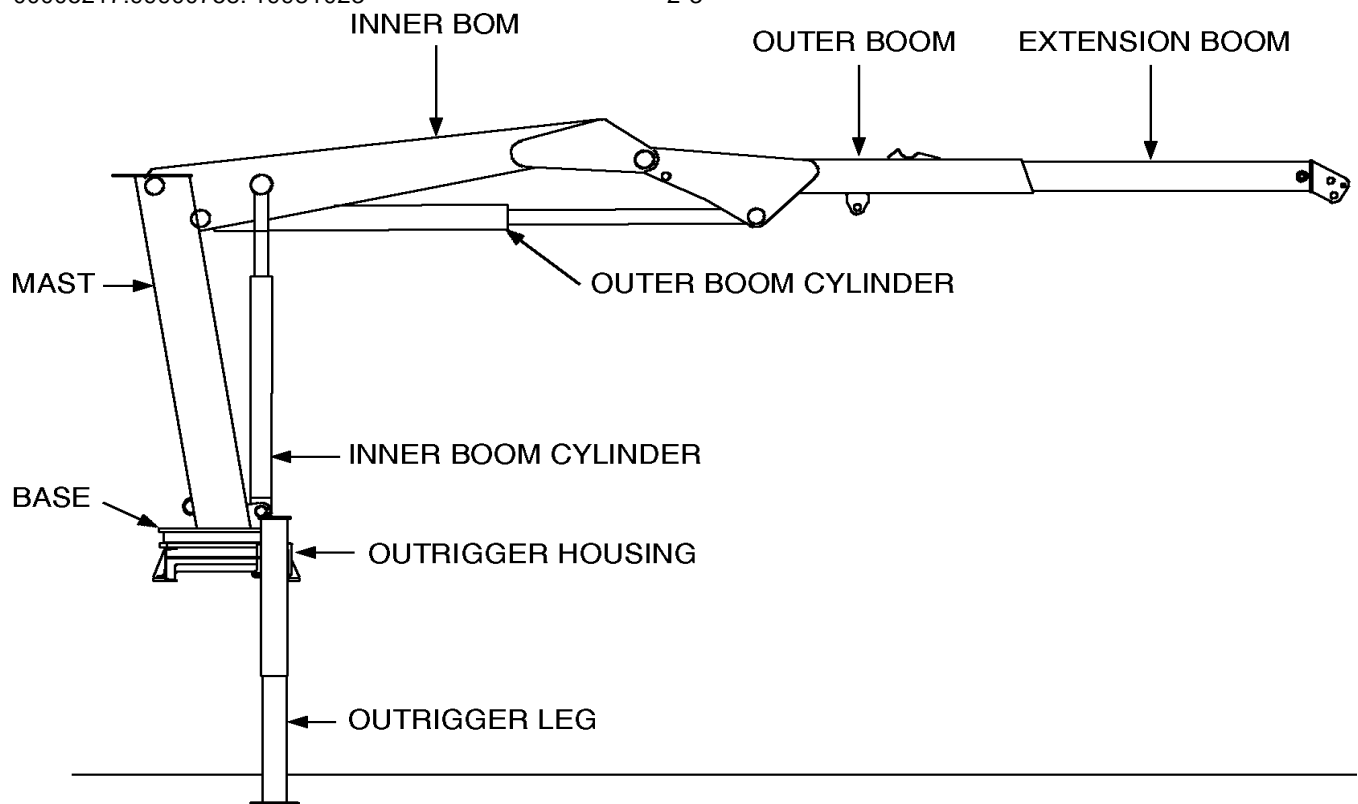 INNER BOM
OUTER BOOM
EXTENSION BOOM
MAST
OUTER BOOM CYLINDER
INNER BOOM CYLINDER
BASE
OUTRIGGER HOUSING
OUTRIGGER LEG